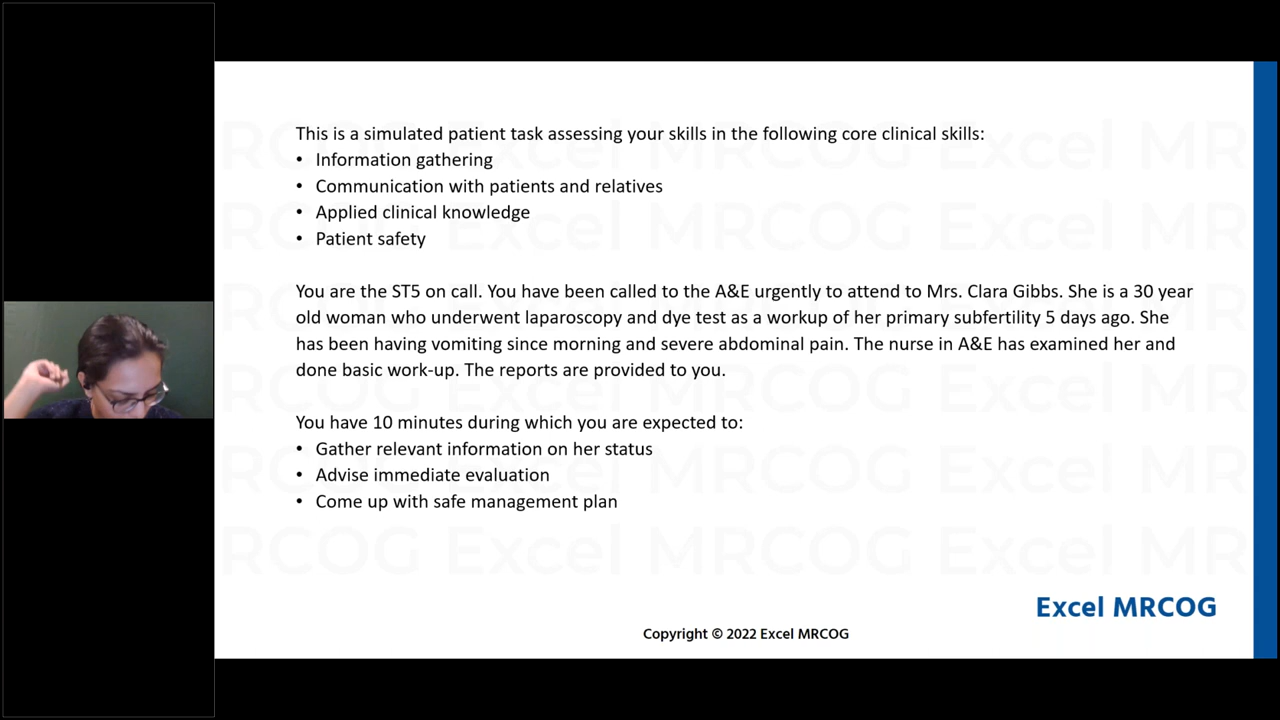 This is a simulated patient task assessing your skills in the following core clinical skills:
• Information gathering
• Communication with patients and relatives
• Applied clinical knowledge
• Patient safety
You are the ST5 on call. You have been called to the A&E urgently to attend to Mrs. Clara Gibbs. She is a 30 year
old woman who underwent laparoscopy and dye test as a workup of her primary subfertility 5 days ago. She
has been having vomiting since morning and severe abdominal pain. The nurse in A&E has examined her and
done basic work-up. The reports are provided to you.
You have 10 minutes during which you are expected to:
• Gather relevant information on her status
• Advise immediate evaluation
• Come up with safe management plan
Excel MRCOG
Copyright © 2022 Excel MRCOG